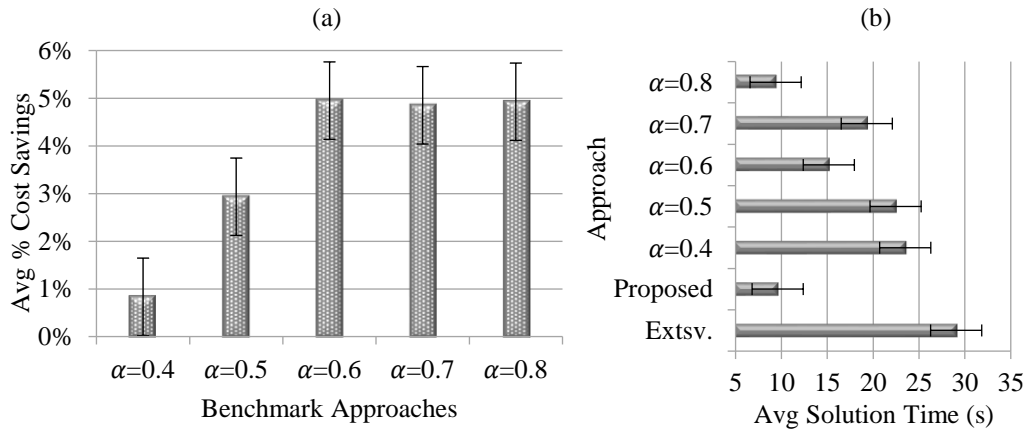 (a)
6%
5%
4%
3%
2%
1%
0%
Avg % Cost Savings
𝛼=0.4 𝛼=0.5 𝛼=0.6 𝛼=0.7 𝛼=0.8
Benchmark Approaches
(b)
Approach
𝛼=0.8
𝛼=0.7
𝛼=0.6
𝛼=0.5
𝛼=0.4
Proposed
Extsv.
5 10 15 20 25 30 35
Avg Solution Time (s)